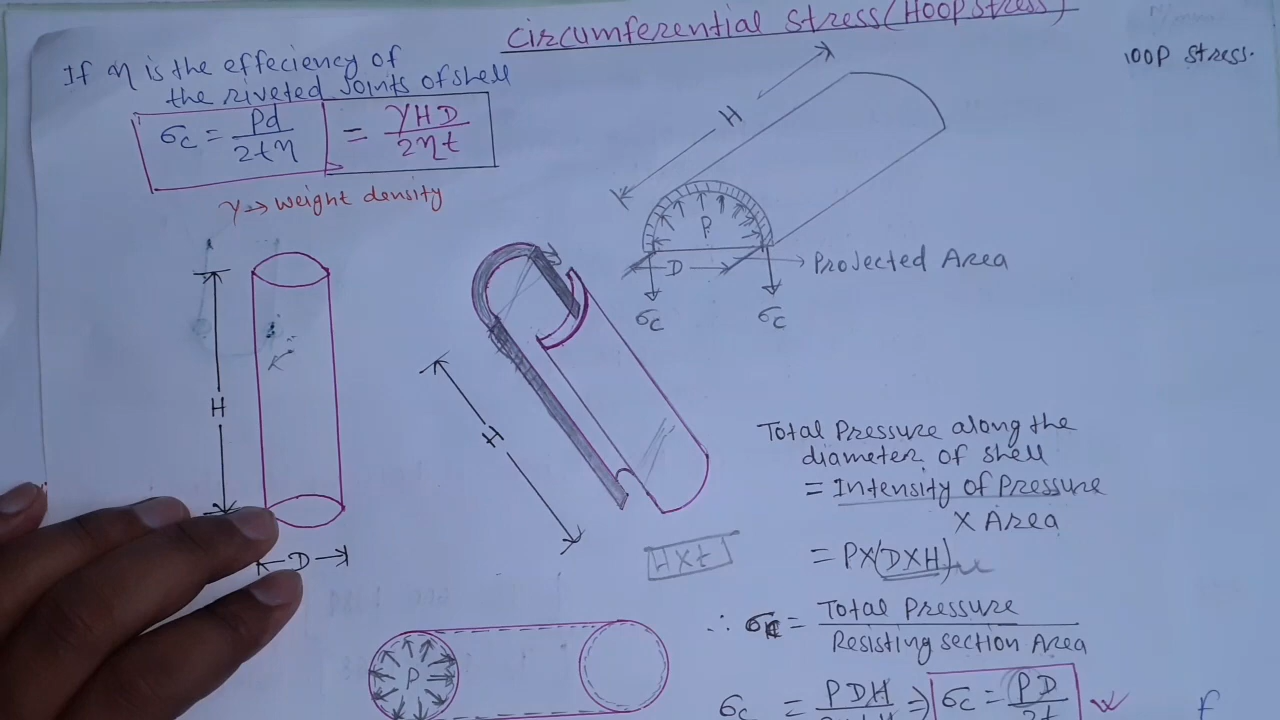 circumferential stress(Hoop stress)
If η is the effeciency of
the riveted Joints of shell
σc = Pd/2tη = γHD/2ηt
γ → weight density
OOP stress.
H
P
D
Projected Area
σc σc
H
H
D
H×t
P
Total Pressure along the
diameter of shell
= Intensity of Pressure
× Area
= P×(D×H)
∴ σc = Total Pressure/Resisting section Area
σc = PDH ⇒ σc = PD/2t